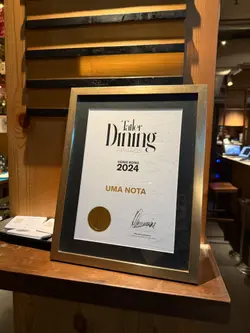 Tatler
Dining
HONG KONG
2024
UMA NOTA